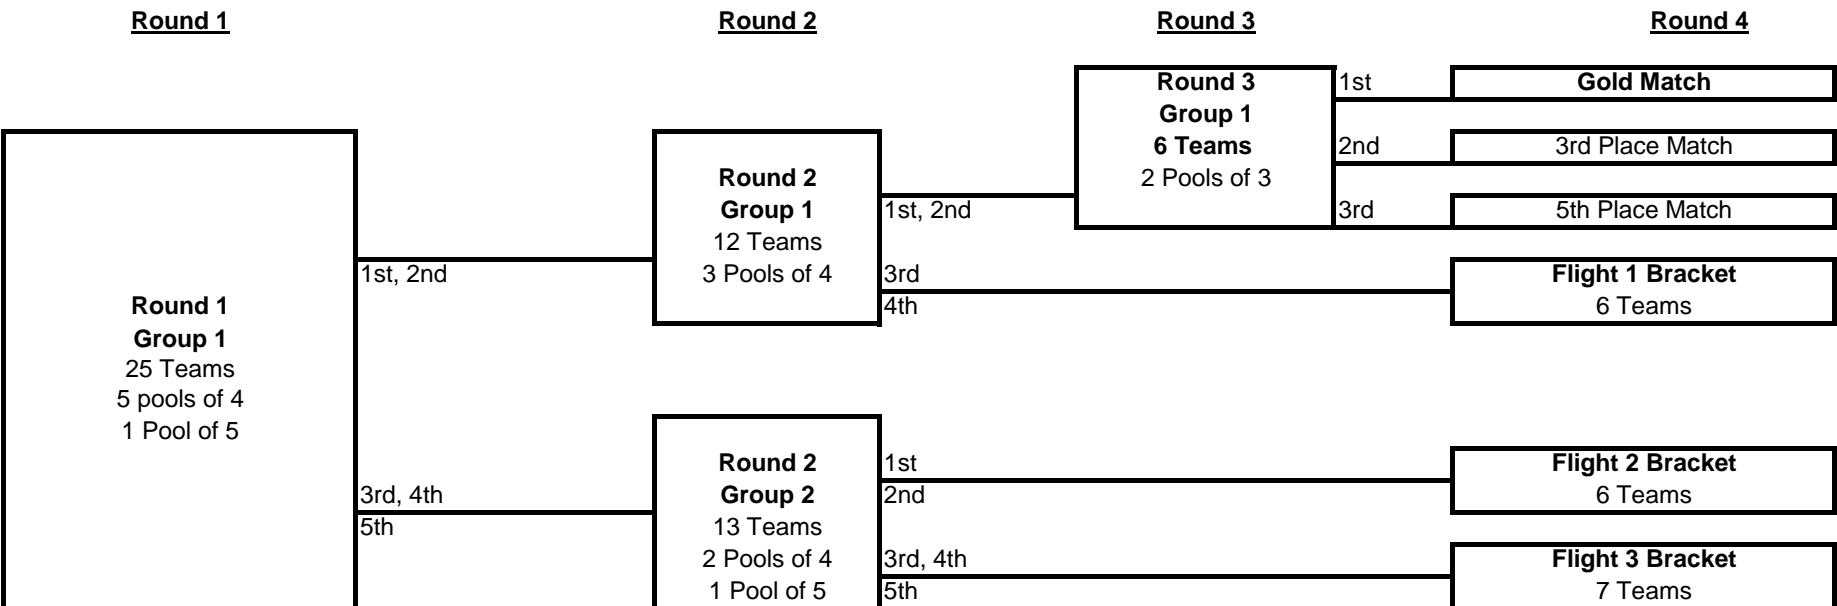 Round 1
Round 2
Round 3
Round 4
Round 1
Group 1
25 Teams
5 pools of 4
1 Pool of 5
1st, 2nd
3rd, 4th
5th
Round 2
Group 1
12 Teams
3 Pools of 4
1st, 2nd
3rd
4th
Round 2
Group 2
13 Teams
2 Pools of 4
1 Pool of 5
1st
2nd
3rd, 4th
5th
Round 3
Group 1
6 Teams
2 Pools of 3
1st
2nd
3rd
Gold Match
3rd Place Match
5th Place Match
Flight 1 Bracket
6 Teams
Flight 2 Bracket
6 Teams
Flight 3 Bracket
7 Teams